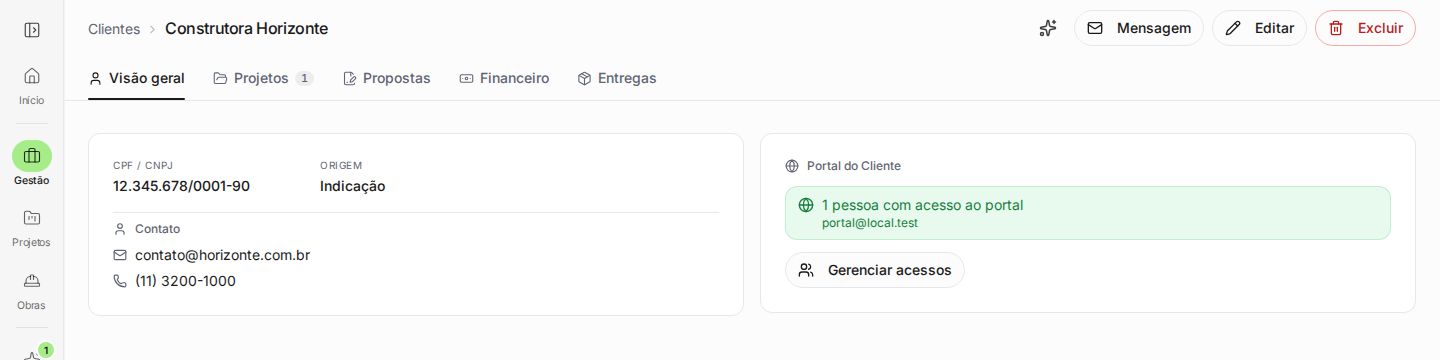 Clientes > Construtora Horizonte
Mensagem
Editar
Excluir
Início
Gestão
Projetos
Obras
1
Visão geral
Projetos 1
Propostas
Financeiro
Entregas
CPF / CNPJ
12.345.678/0001-90
ORIGEM
Indicação
Contato
contato@horizonte.com.br
(11) 3200-1000
Portal do Cliente
1 pessoa com acesso ao portal
portal@local.test
Gerenciar acessos